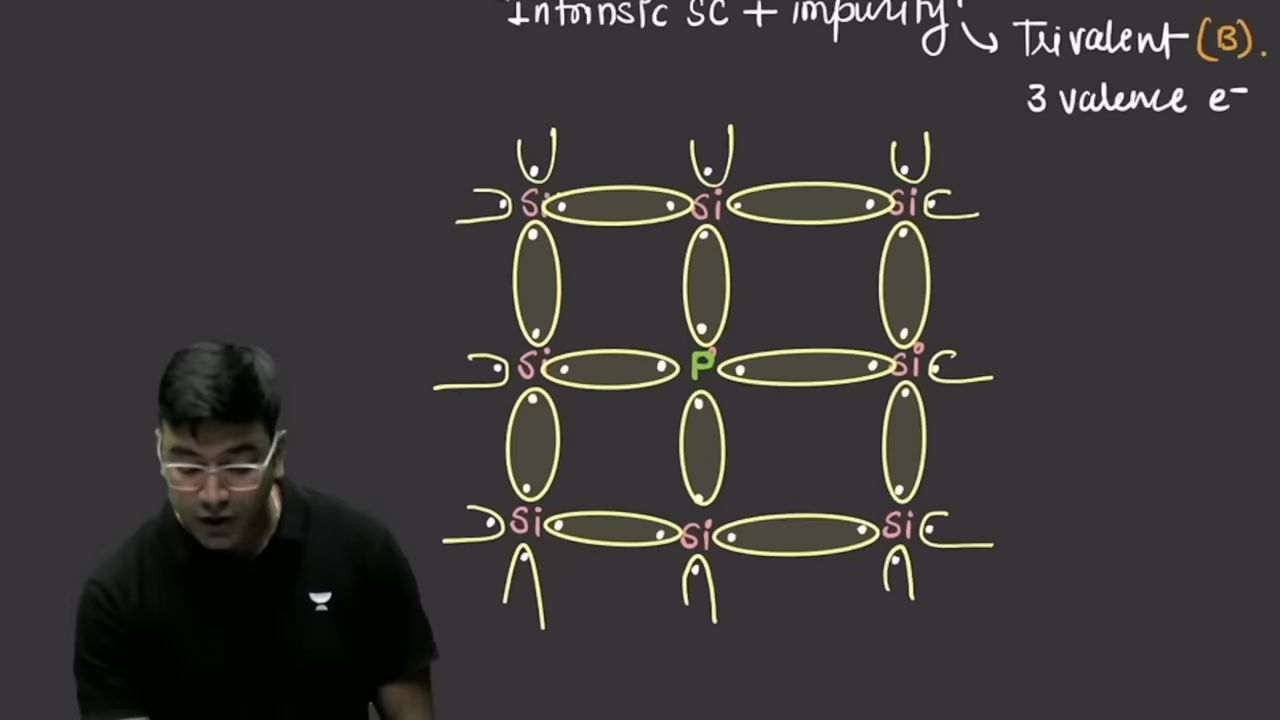 Intrinsic SC + impurity.
↳ Trivalent (B).
3 valence e⁻
Si Si Si
Si P Si
Si Si Si